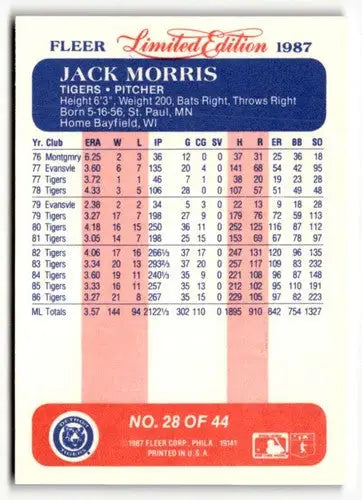 FLEER Limited Edition 1987
JACK MORRIS
TIGERS • PITCHER
Height 6'3". Weight 200, Bats Right, Throws Right
Born 5-16-56, St. Paul, MN
Home Bayfield, WI
Yr. Club ERA W L IP G CG SV H R ER BB SO
76 Montgmry 6.25 2 3 36 12 0 0 37 31 25 36 18
77 Evansvle 3.60 6 7 135 20 4 0 141 68 54 42 95
77 Tigers 3.72 1 1 46 7 1 0 38 20 19 23 28
78 Tigers 4.33 3 5 106 28 0 0 107 57 51 49 48
79 Evansvle 2.38 2 2 34 5 3 0 22 13 9 18 28
79 Tigers 3.27 17 7 198 27 9 0 179 76 72 59 113
80 Tigers 4.18 16 15 250 36 11 0 252 125 116 87 112
81 Tigers 3.05 14 7 198 25 15 0 153 69 67 78 97
82 Tigers 4.06 17 16 266⅓ 37 17 0 247 131 120 96 135
83 Tigers 3.34 20 13 293⅔ 37 20 0 257 117 109 83 232
84 Tigers 3.60 19 11 240⅓ 35 9 0 221 108 96 87 148
85 Tigers 3.33 16 11 257 35 13 0 212 102 95 110 191
86 Tigers 3.27 21 8 267 35 15 0 229 105 97 82 223
ML Totals 3.57 144 94 2122⅓ 302 110 0 1895 910 842 754 1327
DETROIT
TIGERS
NO. 28 OF 44
©1987 FLEER CORP., PHILA. 19141
PRINTED IN U.S.A.